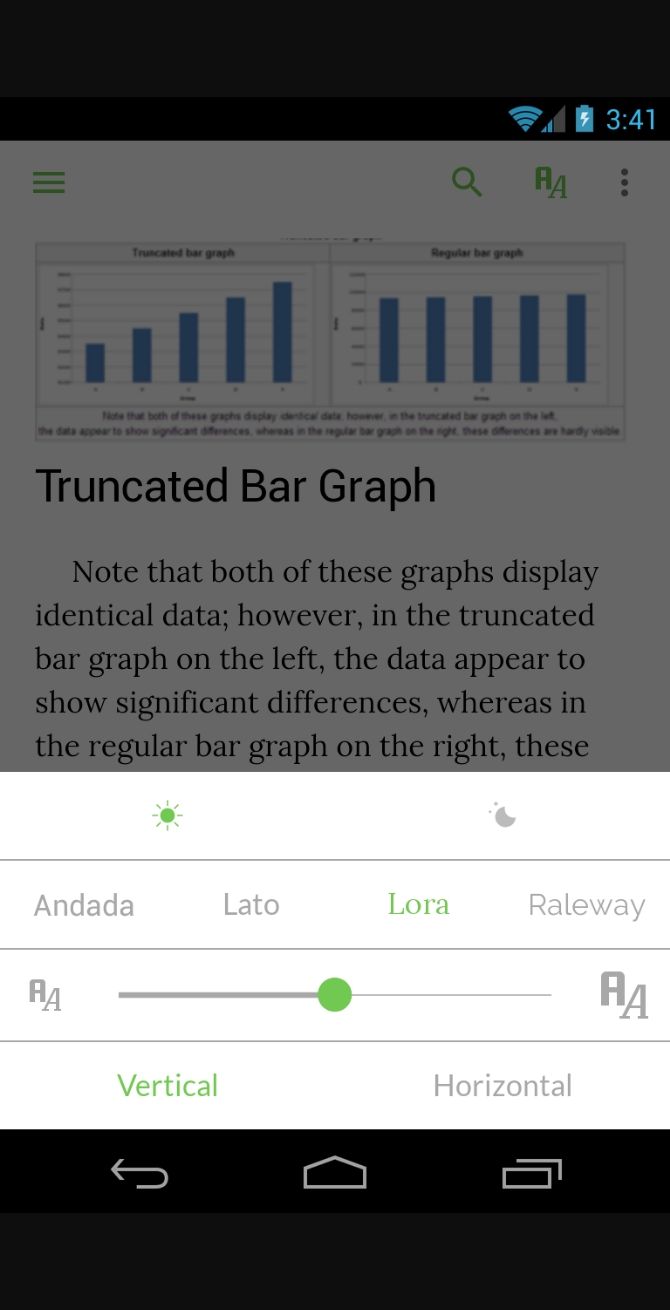 3:41
Truncated bar graph
Truncated bar graph Regular bar graph
Note that both of these graphs display identical data; however, in the truncated bar graph on the left,
the data appear to show significant differences, whereas in the regular bar graph on the right, these differences are hardly visible.
Truncated Bar Graph
Note that both of these graphs display
identical data; however, in the truncated
bar graph on the left, the data appear to
show significant differences, whereas in
the regular bar graph on the right, these
Andada Lato Lora Raleway
Vertical Horizontal